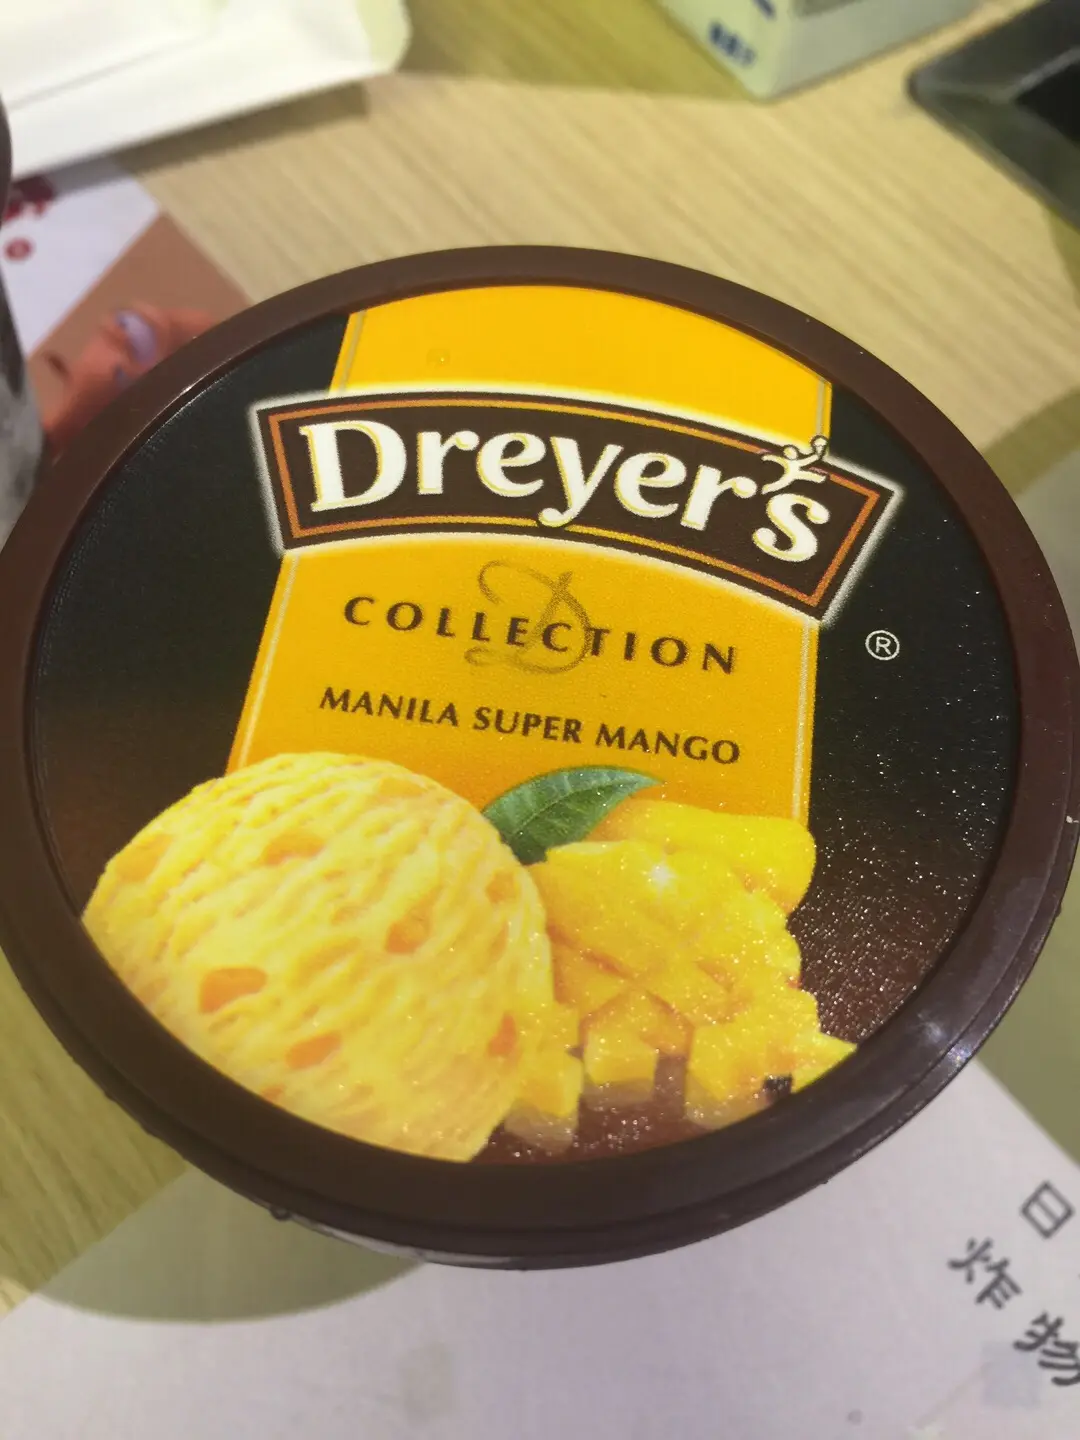 Dreyer's
®
D
COLLECTION
MANILA SUPER MANGO
日
炸物